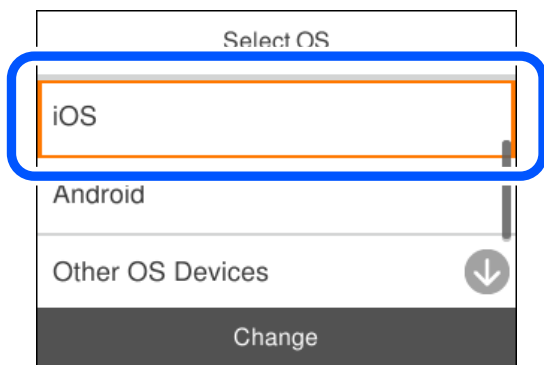 Select OS
iOS
Android
Other OS Devices
Change